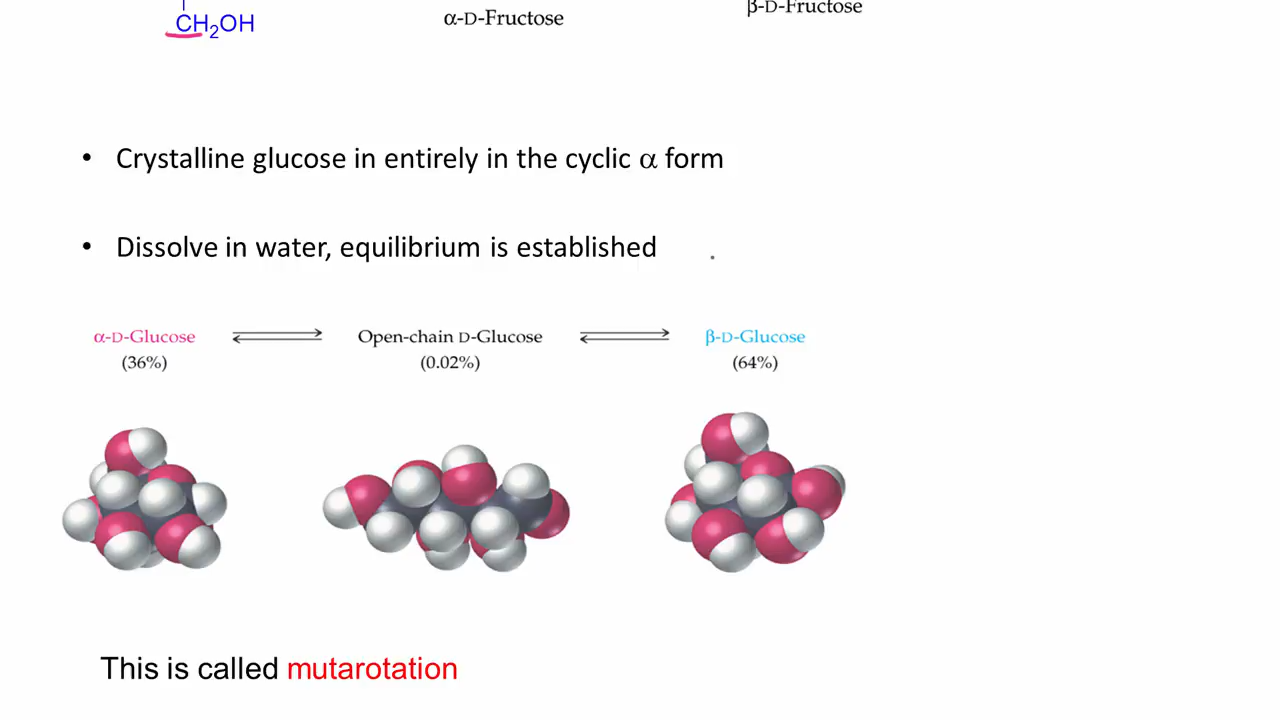 CH2OH
α-D-Fructose
β-D-Fructose
• Crystalline glucose in entirely in the cyclic α form
• Dissolve in water, equilibrium is established
α-D-Glucose Open-chain D-Glucose β-D-Glucose
(36%) (0.02%) (64%)
This is called mutarotation